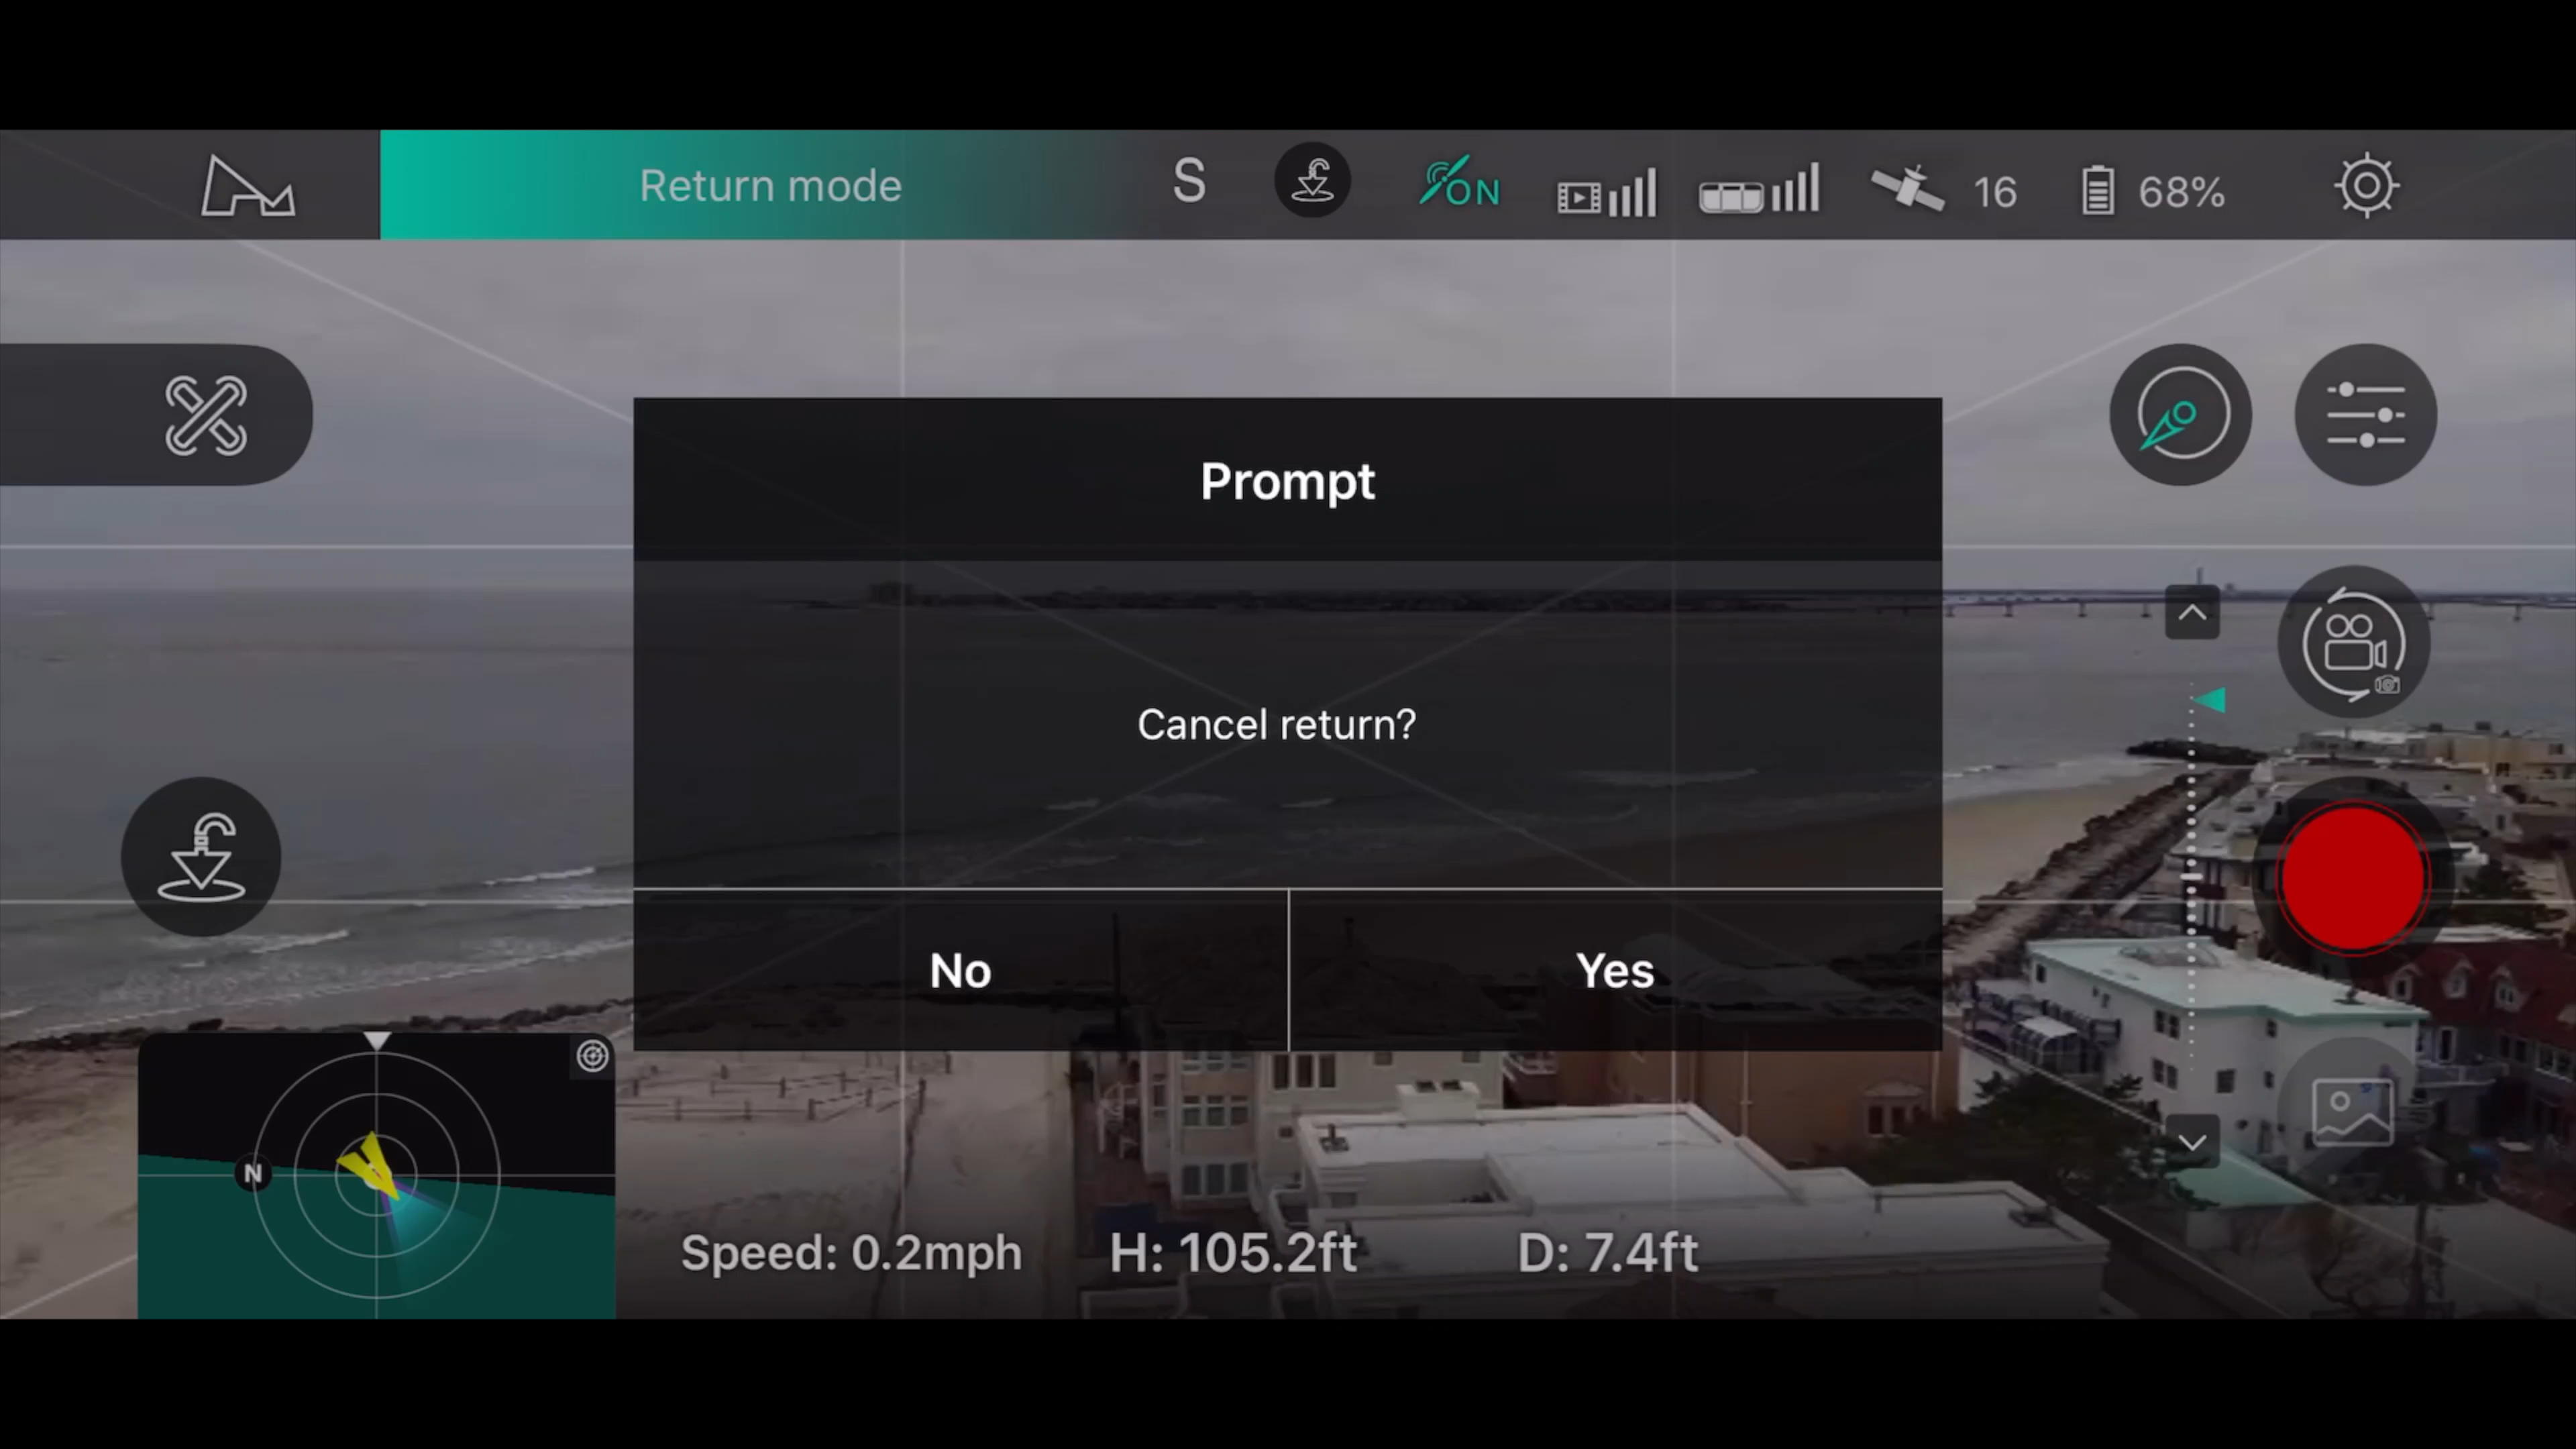 Return mode
S
ON
16
68%
Prompt
Cancel return?
No
Yes
N
Speed: 0.2mph
H: 105.2ft
D: 7.4ft